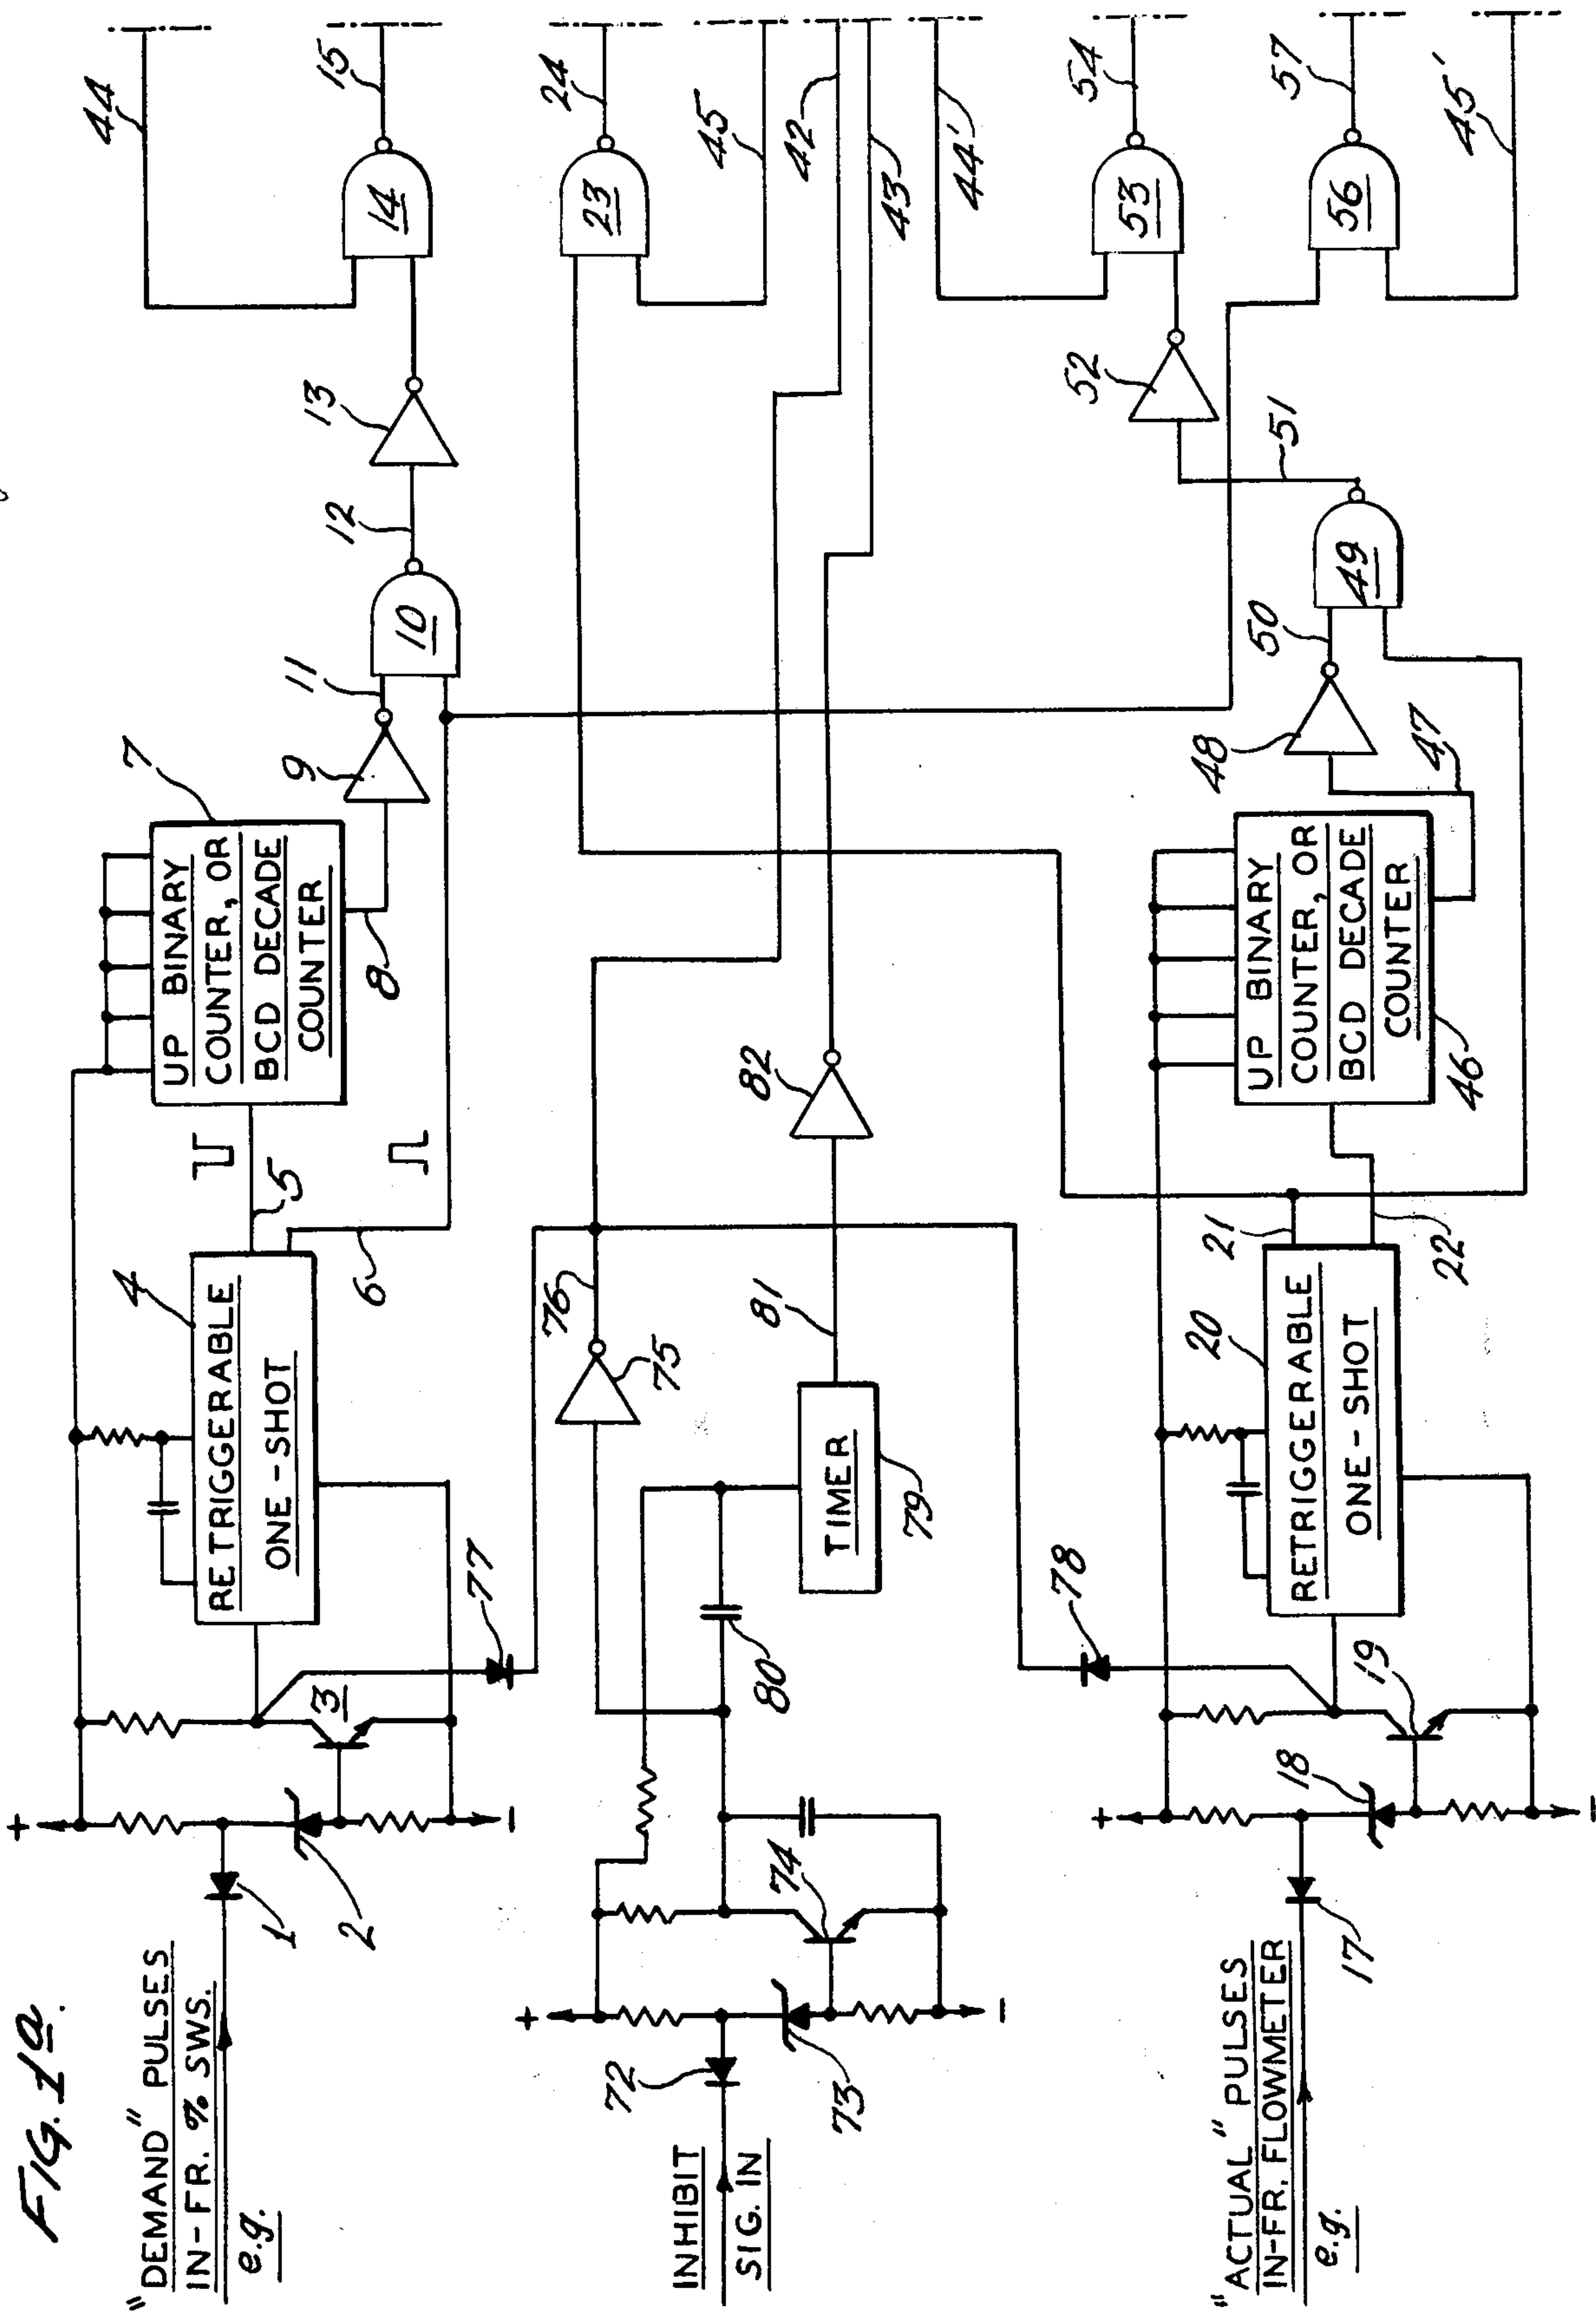 FIG. 1a.
"DEMAND" PULSES
IN-FR. % SWS.
e.g.
1
2
3
RETRIGGERABLE
ONE-SHOT
4
5
6
UP BINARY
COUNTER, OR
BCD DECADE
COUNTER
7
8
9
11
10
12
13
14
44
15
77
+
−
INHIBIT
SIG. IN
72
73
74
+
−
80
75
76
TIMER
79
81
82
23
24
45
42
43
78
"ACTUAL" PULSES
IN-FR. FLOWMETER
e.g.
17
18
19
+
−
RETRIGGERABLE
ONE-SHOT
20
21
22
UP BINARY
COUNTER, OR
BCD DECADE
COUNTER
46
47
48
50
49
51
52
53
44'
54
56
57
45'